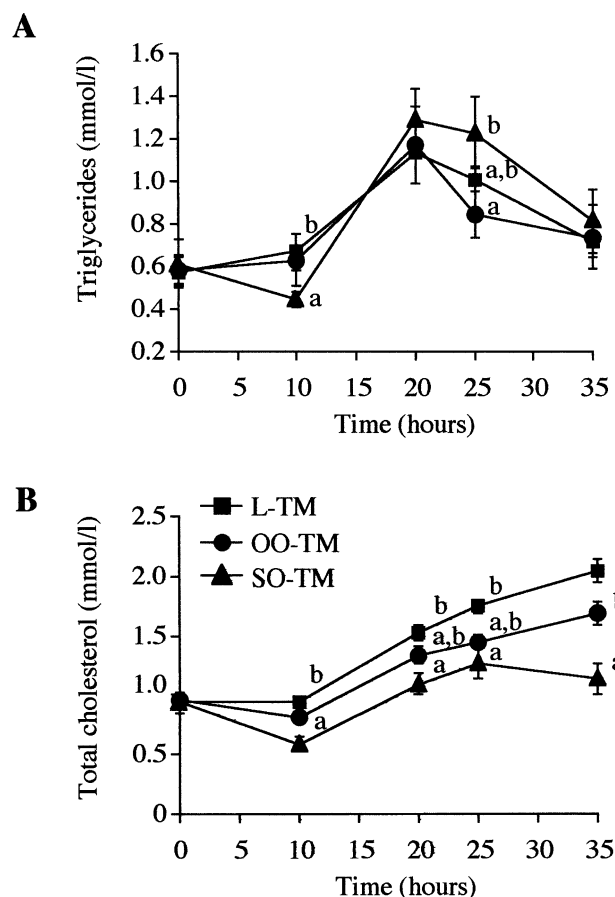 A
Triglycerides (mmol/l)
1.6
1.4
1.2
1.0
0.8
0.6
0.4
0.2
b
a
b
a,b
a
0 5 10 15 20 25 30 35
Time (hours)
B
Total cholesterol (mmol/l)
L-TM
OO-TM
SO-TM
2.5
2.0
1.5
1.0
0.5
0
b
a
b
a,b
a
b
a,b
a
a
0 5 10 15 20 25 30 35
Time (hours)